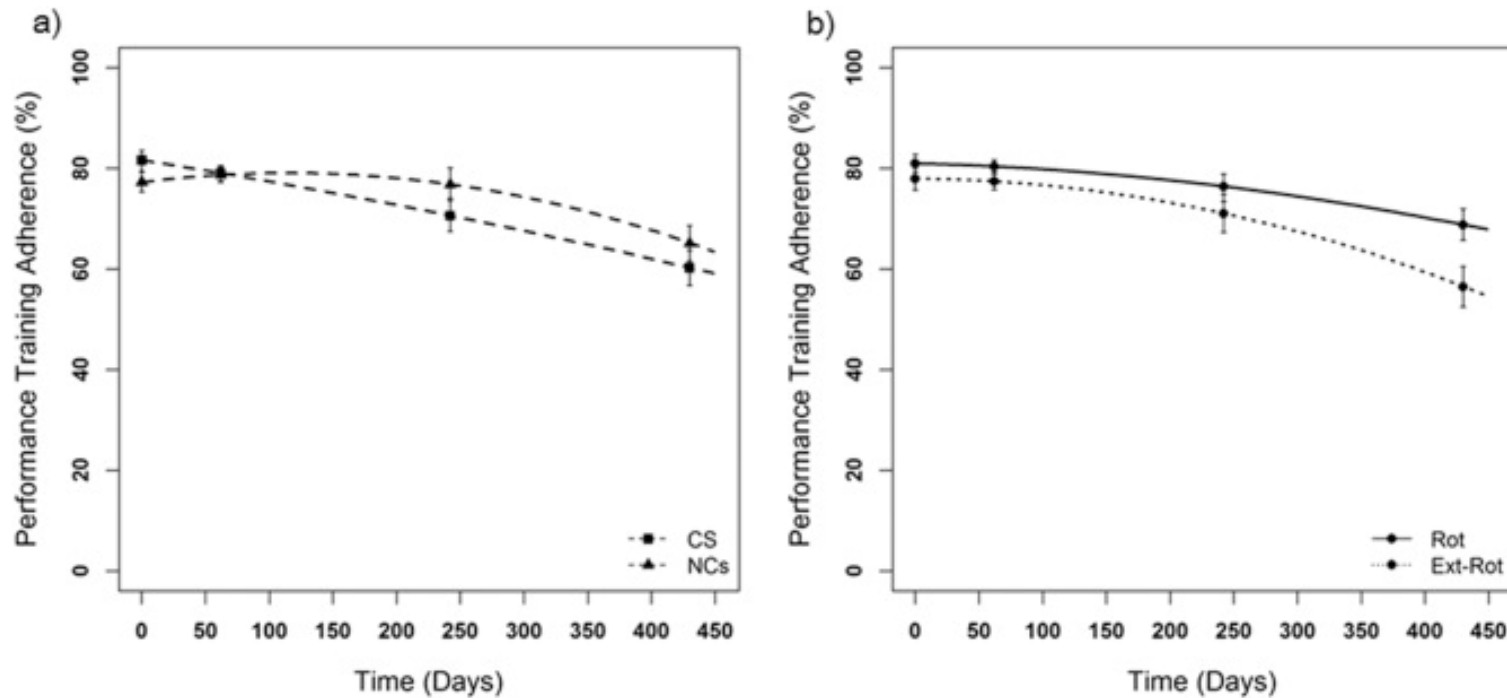 a)
Performance Training Adherence (%)
100
80
60
40
20
0
CS
NCs
0 50 100 150 200 250 300 350 400 450
Time (Days)
b)
Performance Training Adherence (%)
100
80
60
40
20
0
Rot
Ext-Rot
0 50 100 150 200 250 300 350 400 450
Time (Days)